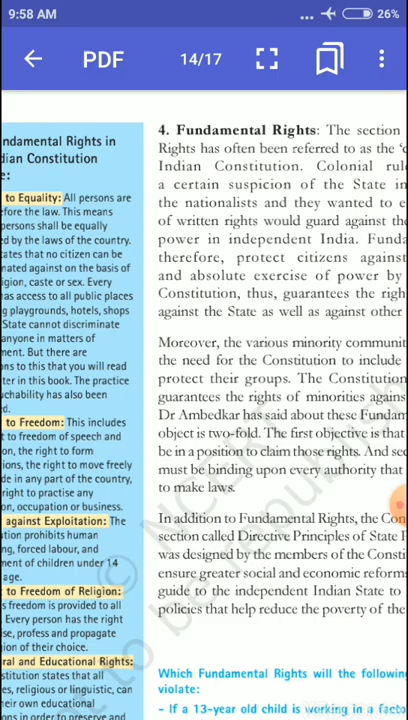 9:58 AM
... 26%
PDF 14/17
ndamental Rights in
dian Constitution
e:
to Equality: All persons are
efore the law. This means
persons shall be equally
ed by the laws of the country.
tates that no citizen can be
nated against on the basis of
igion, caste or sex. Every
has access to all public places
g playgrounds, hotels, shops
State cannot discriminate
anyone in matters of
ment. But there are
ons to this that you will read
ter in this book. The practice
uchability has also been
d.
to Freedom: This includes
t to freedom of speech and
on, the right to form
ions, the right to move freely
de in any part of the country,
right to practise any
on, occupation or business.
against Exploitation: The
ution prohibits human
ng, forced labour, and
ment of children under 14
age.
t to Freedom of Religion:
s freedom is provided to all
. Every person has the right
ise, profess and propagate
gion of their choice.
ral and Educational Rights:
stitution states that all
es, religious or linguistic, can
heir own educational
ons in order to preserve and
4. Fundamental Rights: The section
Rights has often been referred to as the ‘c
Indian Constitution. Colonial rul
a certain suspicion of the State in
the nationalists and they wanted to e
of written rights would guard against the
power in independent India. Funda
therefore, protect citizens against
and absolute exercise of power by
Constitution, thus, guarantees the righ
against the State as well as against other
Moreover, the various minority communit
the need for the Constitution to include
protect their groups. The Constitution
guarantees the rights of minorities agains
Dr Ambedkar has said about these Fundam
object is two-fold. The first objective is that
be in a position to claim those rights. And sec
must be binding upon every authority that
to make laws.
In addition to Fundamental Rights, the Con
section called Directive Principles of State P
was designed by the members of the Consti
ensure greater social and economic reforms
guide to the independent Indian State to
policies that help reduce the poverty of the
Which Fundamental Rights will the following
violate:
- If a 13-year old child is working in a facto
© NCERT
not to be republished